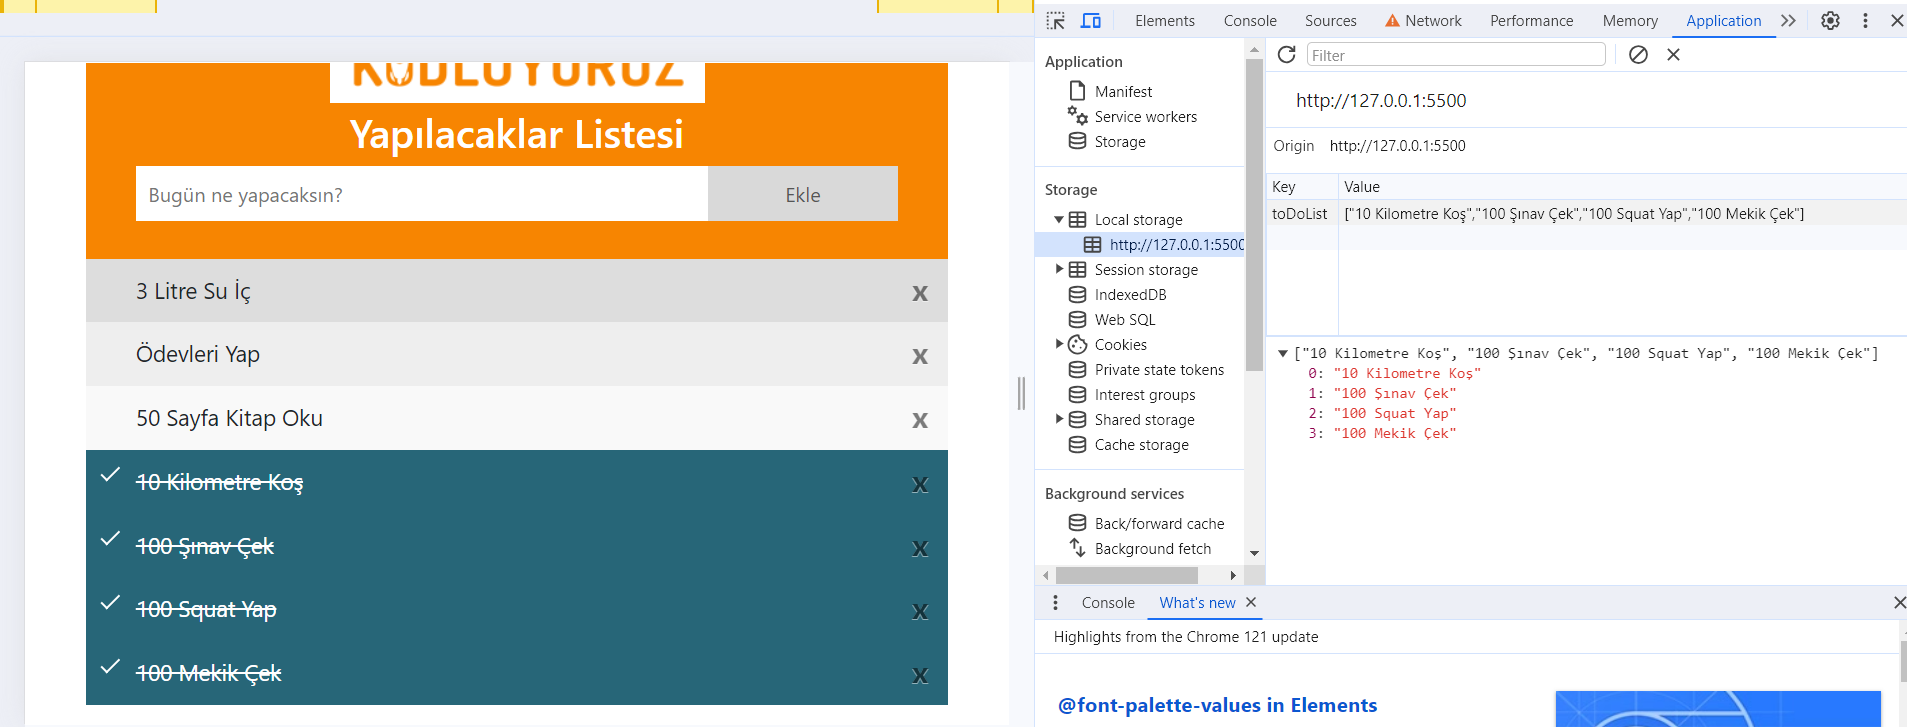 KODLUYORUZ
Yapılacaklar Listesi
Bugün ne yapacaksın?
Ekle
3 Litre Su İç
x
Ödevleri Yap
x
50 Sayfa Kitap Oku
x
10 Kilometre Koş
x
100 Şınav Çek
x
100 Squat Yap
x
100 Mekik Çek
x
Elements Console Sources Network Performance Memory Application
Application
Manifest
Service workers
Storage
Storage
Local storage
http://127.0.0.1:5500
Session storage
IndexedDB
Web SQL
Cookies
Private state tokens
Interest groups
Shared storage
Cache storage
Background services
Back/forward cache
Background fetch
Filter
http://127.0.0.1:5500
Origin http://127.0.0.1:5500
Key Value
toDoList ["10 Kilometre Koş","100 Şınav Çek","100 Squat Yap","100 Mekik Çek"]
["10 Kilometre Koş", "100 Şınav Çek", "100 Squat Yap", "100 Mekik Çek"]
0: "10 Kilometre Koş"
1: "100 Şınav Çek"
2: "100 Squat Yap"
3: "100 Mekik Çek"
Console What's new
Highlights from the Chrome 121 update
@font-palette-values in Elements